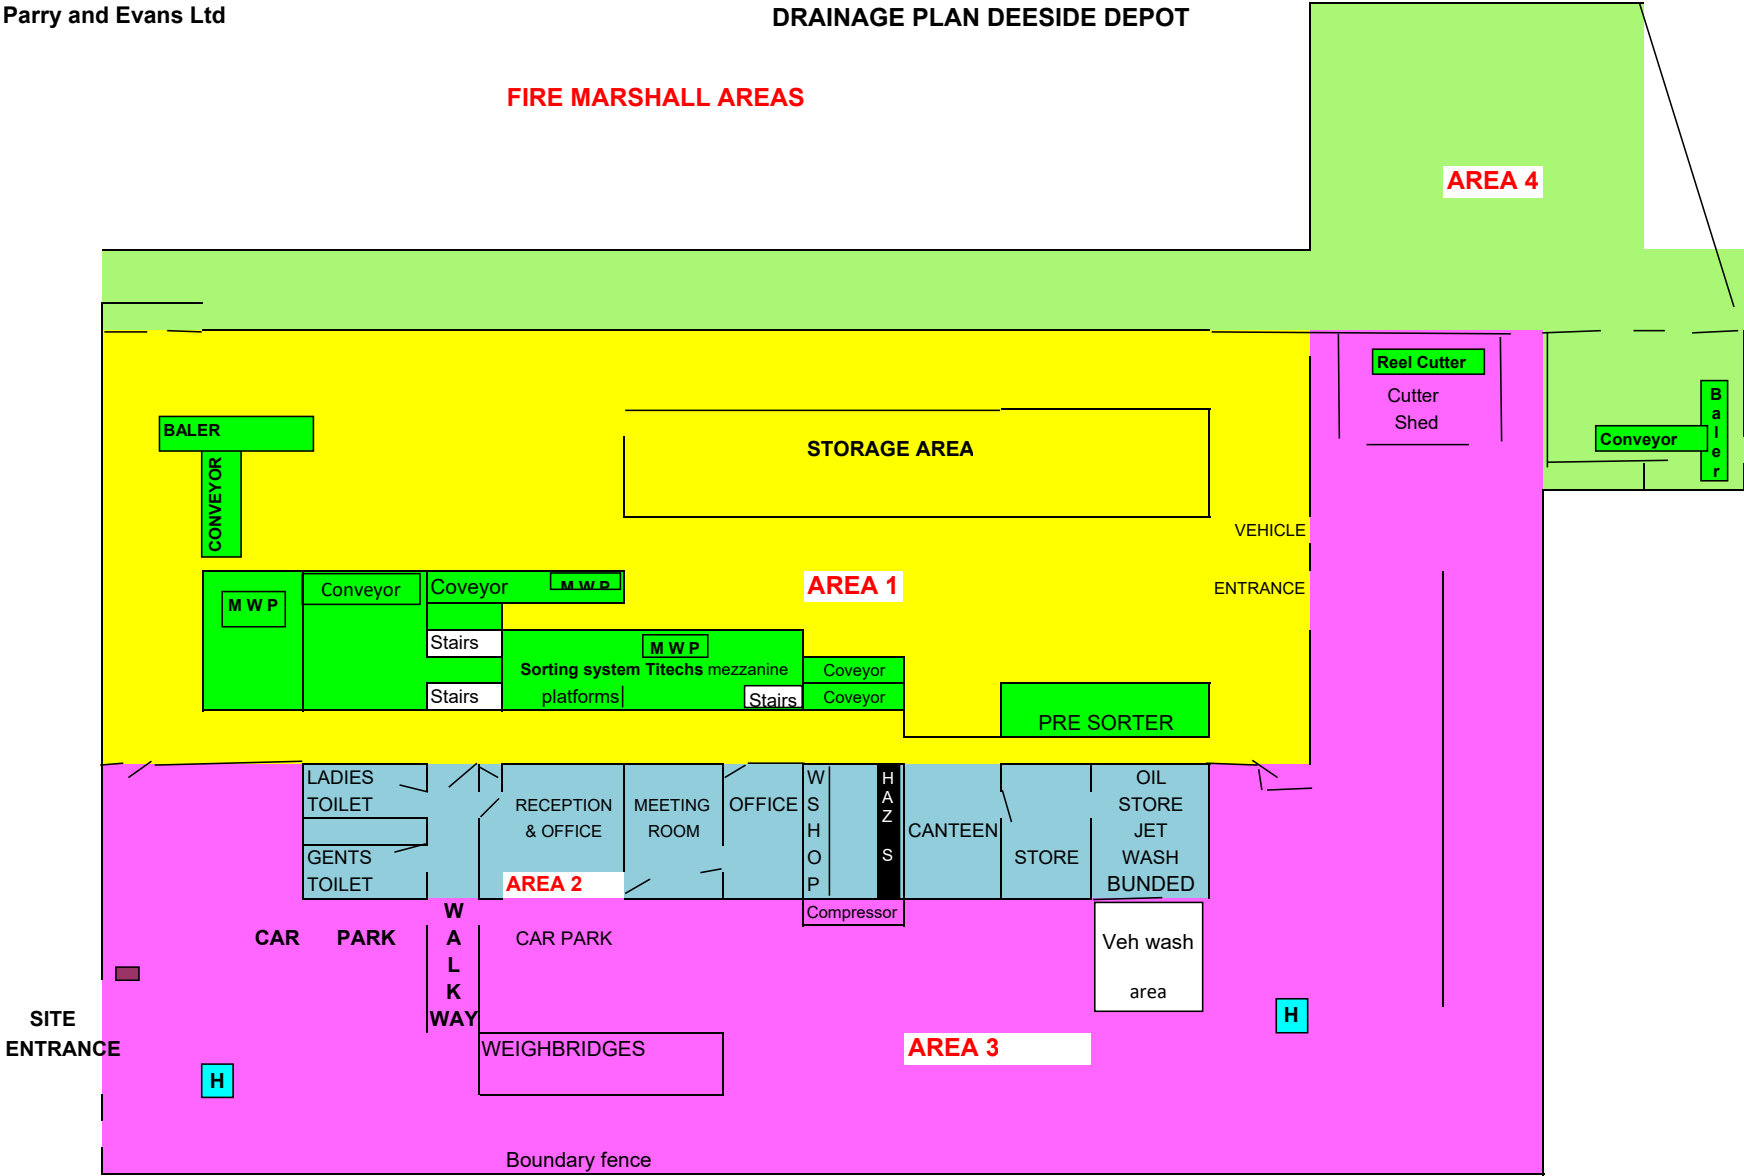 Parry and Evans Ltd
DRAINAGE PLAN DEESIDE DEPOT
FIRE MARSHALL AREAS
AREA 4
Reel Cutter
Cutter
Shed
BALER
CONVEYOR
STORAGE AREA
Conveyor
Baler
VEHICLE
ENTRANCE
AREA 1
M W P
Conveyor
Coveyor
M W P
Stairs
M W P
Sorting system Titechs mezzanine
platforms
Stairs
Stairs
Coveyor
Coveyor
PRE SORTER
LADIES
TOILET
GENTS
TOILET
RECEPTION
& OFFICE
AREA 2
MEETING
ROOM
OFFICE
W
S
H
O
P
H
A
Z
S
CANTEEN
STORE
OIL
STORE
JET
WASH
BUNDED
Compressor
CAR PARK
W
A
L
K
WAY
CAR PARK
Veh wash
area
H
SITE
ENTRANCE
WEIGHBRIDGES
AREA 3
H
Boundary fence